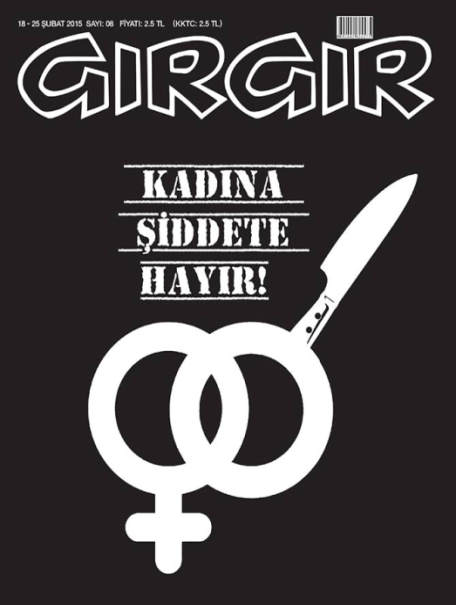 18 - 25 ŞUBAT 2015 SAYI: 08 FİYATI: 2.5 TL (KKTC: 2.5 TL)
GIRGIR
KADINA
ŞİDDETE
HAYIR!